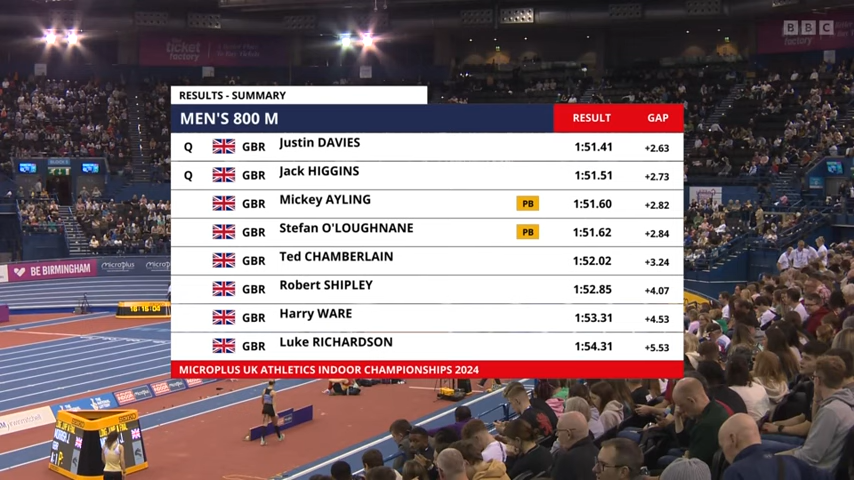 BBC
the
ticket
factory
RESULTS - SUMMARY
MEN'S 800 M RESULT GAP
Q GBR Justin DAVIES 1:51.41 +2.63
Q GBR Jack HIGGINS 1:51.51 +2.73
GBR Mickey AYLING PB 1:51.60 +2.82
GBR Stefan O'LOUGHNANE PB 1:51.62 +2.84
GBR Ted CHAMBERLAIN 1:52.02 +3.24
GBR Robert SHIPLEY 1:52.85 +4.07
GBR Harry WARE 1:53.31 +4.53
GBR Luke RICHARDSON 1:54.31 +5.53
MICROPLUS UK ATHLETICS INDOOR CHAMPIONSHIPS 2024
BE BIRMINGHAM
Microplus